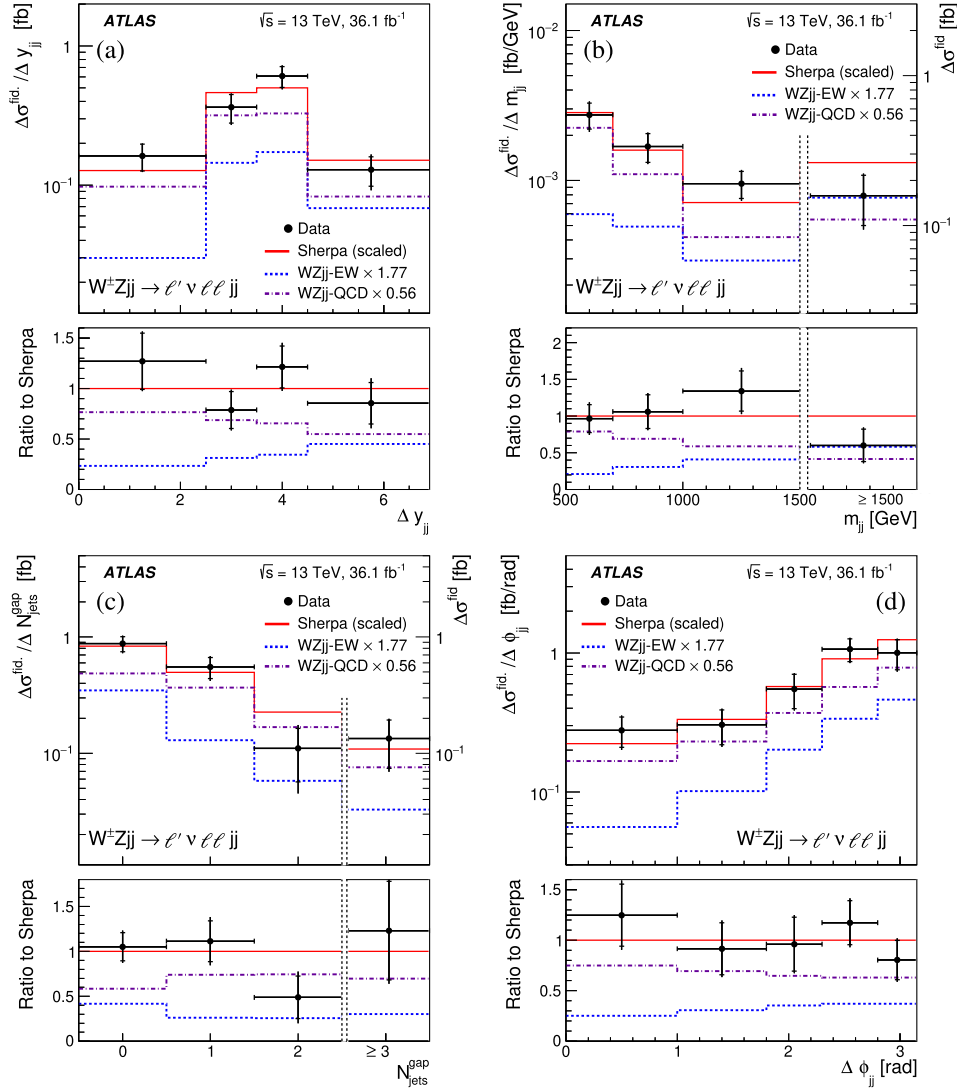 ATLAS
√s = 13 TeV, 36.1 fb⁻¹
(a)
Δσ^fid. / Δ y_jj [fb]
1
10⁻¹
Data
Sherpa (scaled)
WZjj-EW × 1.77
WZjj-QCD × 0.56
W±Zjj → ℓ′ ν ℓℓ jj
Ratio to Sherpa
1.5
1
0.5
0
0 2 4 6
Δ y_jj
ATLAS
√s = 13 TeV, 36.1 fb⁻¹
(b)
Δσ^fid. / Δ m_jj [fb/GeV]
Δσ^fid [fb]
10⁻²
10⁻³
1
10⁻¹
Data
Sherpa (scaled)
WZjj-EW × 1.77
WZjj-QCD × 0.56
W±Zjj → ℓ′ ν ℓℓ jj
Ratio to Sherpa
2
1.5
1
0.5
0
500 1000 1500 ≥ 1500
m_jj [GeV]
ATLAS
√s = 13 TeV, 36.1 fb⁻¹
(c)
Δσ^fid. / Δ N_jets^gap [fb]
Δσ^fid [fb]
1
10⁻¹
1
10⁻¹
Data
Sherpa (scaled)
WZjj-EW × 1.77
WZjj-QCD × 0.56
W±Zjj → ℓ′ ν ℓℓ jj
Ratio to Sherpa
1.5
1
0.5
0
0 1 2 ≥ 3
N_jets^gap
ATLAS
√s = 13 TeV, 36.1 fb⁻¹
(d)
Δσ^fid. / Δ ϕ_jj [fb/rad]
1
10⁻¹
Data
Sherpa (scaled)
WZjj-EW × 1.77
WZjj-QCD × 0.56
W±Zjj → ℓ′ ν ℓℓ jj
Ratio to Sherpa
1.5
1
0.5
0
0 1 2 3
Δ ϕ_jj [rad]